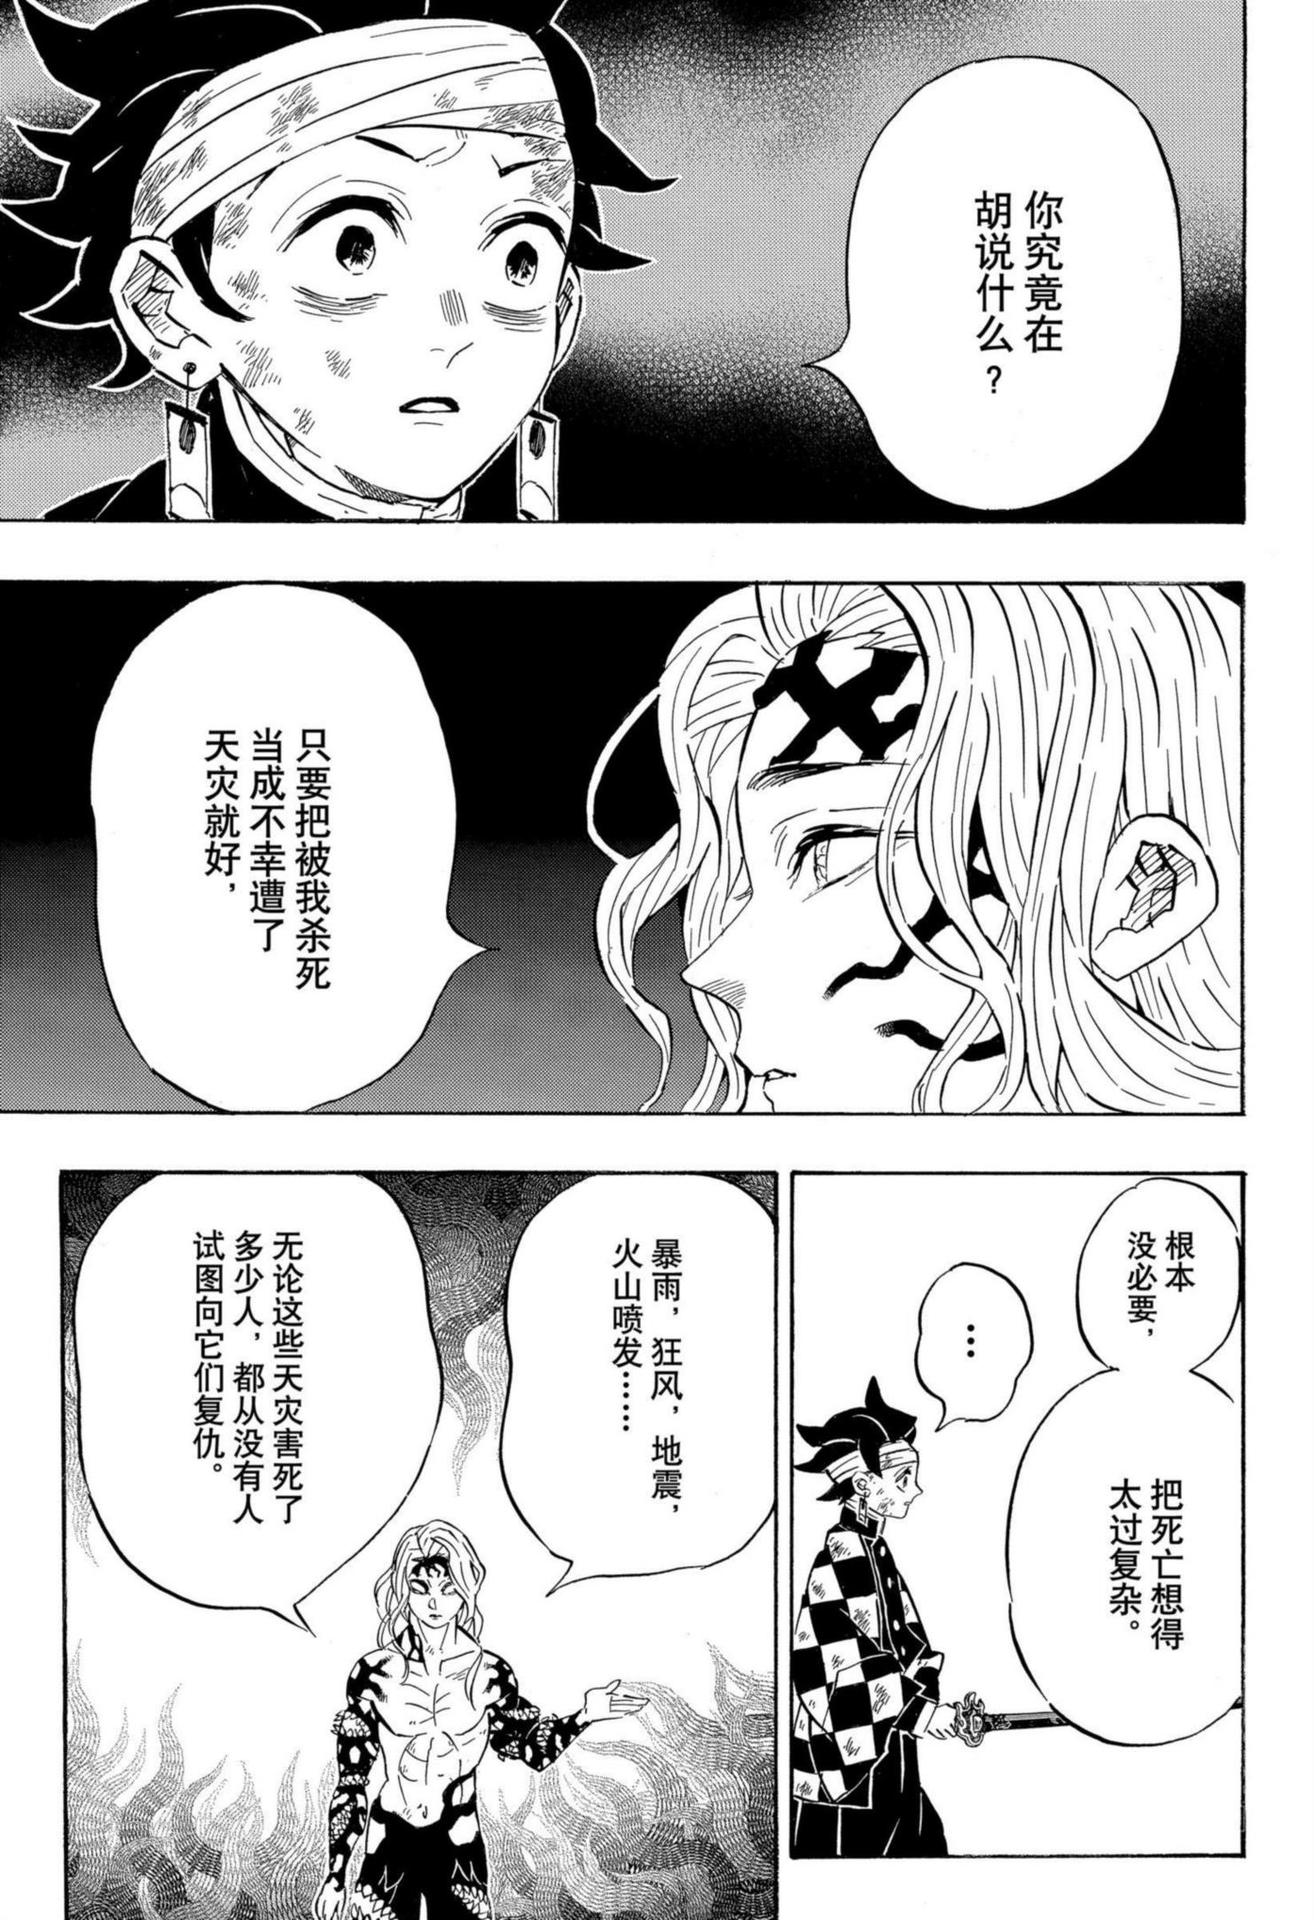 你究竟在
胡说什么？
只要把被我杀死
当成不幸遭了
天灾就好，
根本
没必要，
把死亡想得
太过复杂。
…
暴雨，狂风，地震，
火山喷发……
无论这些天灾害死了
多少人，都从没有人
试图向它们复仇。